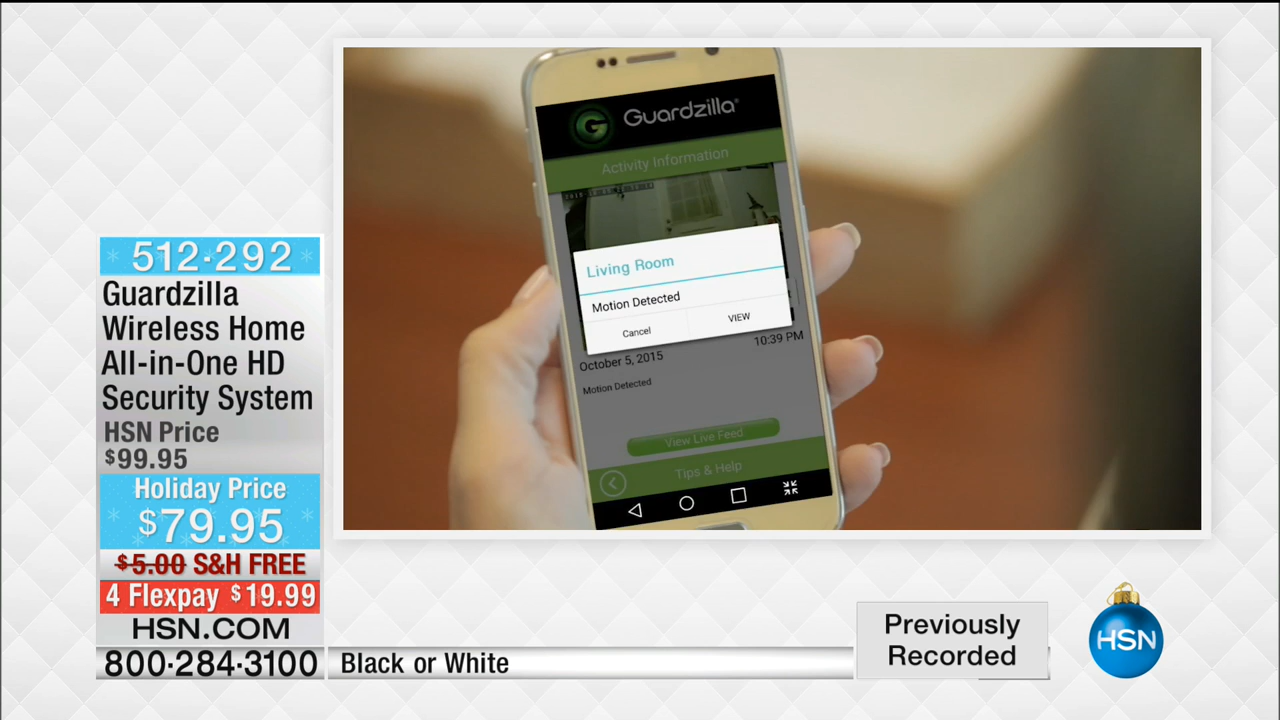 512-292
Guardzilla
Wireless Home
All-in-One HD
Security System
HSN Price
$99.95
Holiday Price
$79.95
$5.00 S&H FREE
4 Flexpay $19.99
HSN.COM
800-284-3100
Black or White
Guardzilla®
Activity Information
Living Room
Motion Detected
Cancel
VIEW
October 5, 2015
10:39 PM
Motion Detected
View Live Feed
Tips & Help
Previously
Recorded
HSN